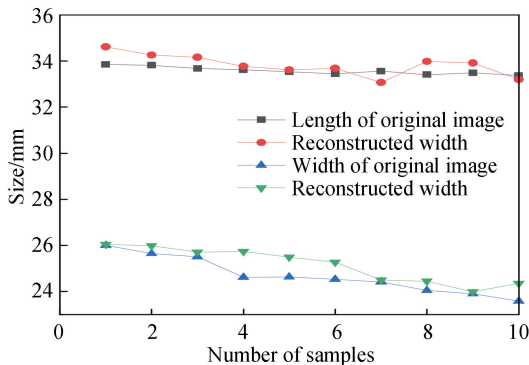 36
34
32
30
28
26
24
Size/mm
Length of original image
Reconstructed width
Width of original image
Reconstructed width
0 2 4 6 8 10
Number of samples